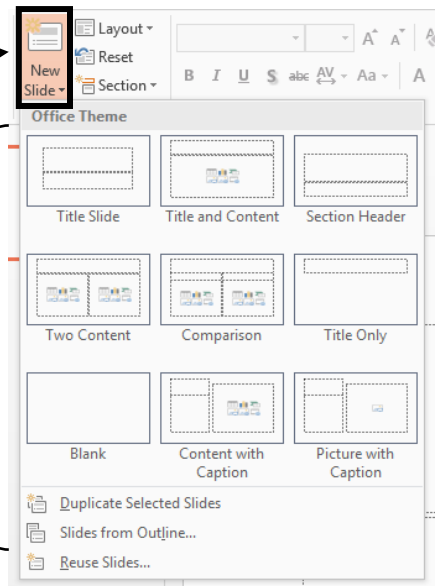 New
Slide
Layout
Reset
Section
A A
B I U S abc AV Aa A
Office Theme
Title Slide Title and Content Section Header
Two Content Comparison Title Only
Blank Content with Caption Picture with Caption
Duplicate Selected Slides
Slides from Outline...
Reuse Slides...